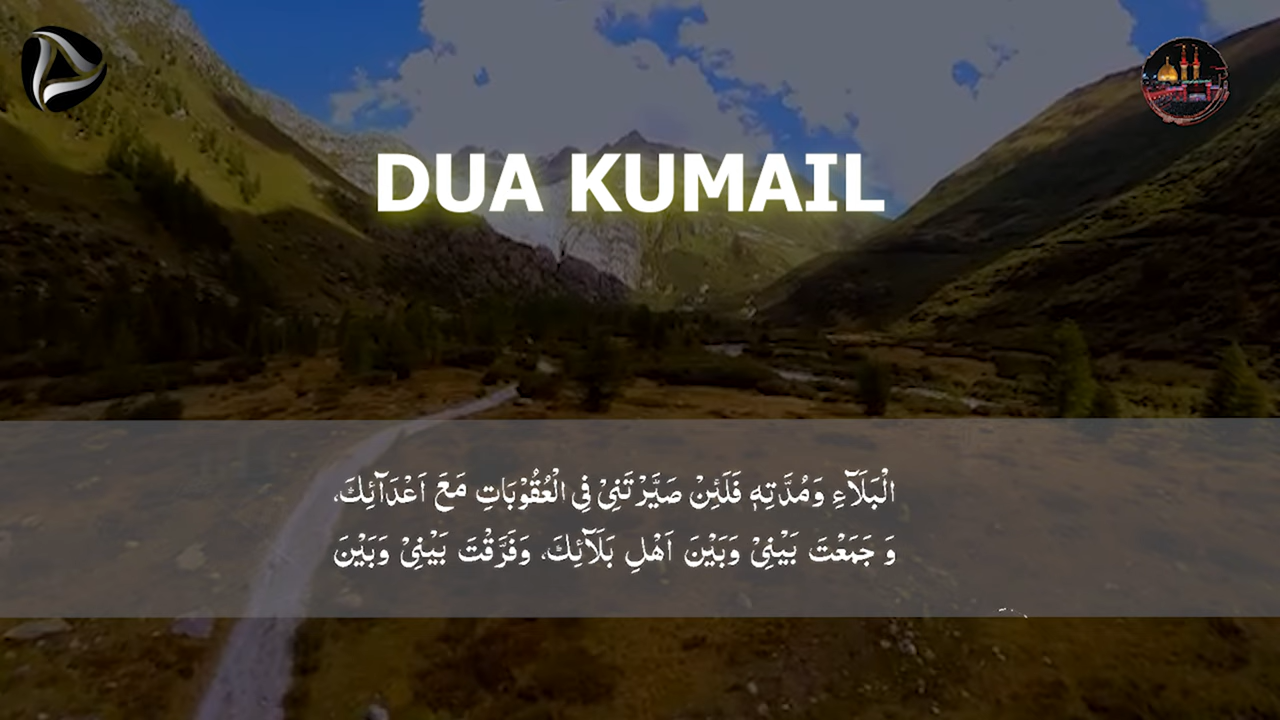 DUA KUMAIL
الْبَلَآءِ وَمُدَّتِهٖ فَلَئِنْ صَيَّرْتَنِيْ فِي الْعُقُوْبَاتِ مَعَ اَعْدَآئِكَ،
وَ جَمَعْتَ بَيْنِيْ وَبَيْنَ اَهْلِ بَلَآئِكَ، وَفَرَّقْتَ بَيْنِيْ وَبَيْنَ